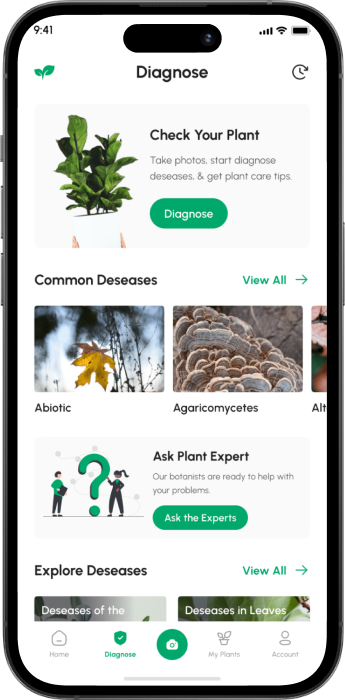 9:41
Diagnose
Check Your Plant
Take photos, start diagnose
deseases, & get plant care tips.
Diagnose
Common Deseases
View All
Abiotic
Agaricomycetes
Alt
Ask Plant Expert
Our botanists are ready to help with
your problems.
Ask the Experts
Explore Deseases
View All
Deseases of the
Deseases in Leaves
Home
Diagnose
My Plants
Account